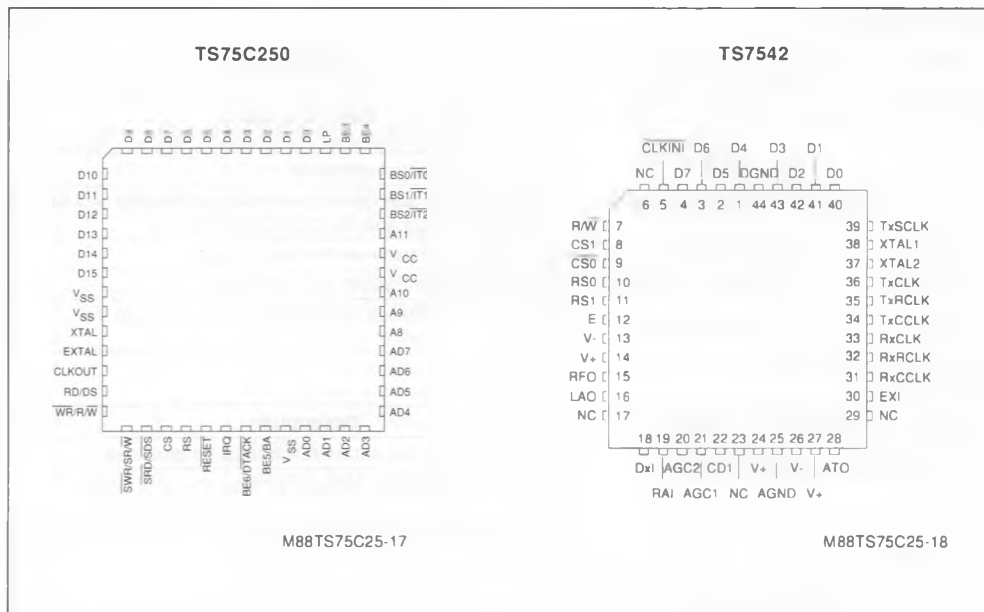 TS75C250
D9 D8 D7 D6 D5 D4 D3 D2 D1 D0 LP BE3 BE4
D10
D11
D12
D13
D14
D15
VSS
VSS
XTAL
EXTAL
CLKOUT
RD/DS
WR/R/W
BS0/IT0
BS1/IT1
BS2/IT2
A11
V CC
V CC
A10
A9
A8
AD7
AD6
AD5
AD4
SWR/SR/W
SRD/SDS
CS
RS
RESET
IRQ
BE6/DTACK
BE5/BA
V SS
AD0
AD1
AD2
AD3
M88TS75C25-17
TS7542
CLKINI D6 D4 D3 D1
NC D7 D5 DGND D2 D0
6 5 4 3 2 1 44 43 42 41 40
R/W 7
CS1 8
CS0 9
RS0 10
RS1 11
E 12
V- 13
V+ 14
RFO 15
LAO 16
NC 17
39 TxSCLK
38 XTAL1
37 XTAL2
36 TxCLK
35 TxRCLK
34 TxCCLK
33 RxCLK
32 RxRCLK
31 RxCCLK
30 EXI
29 NC
18 19 20 21 22 23 24 25 26 27 28
DxI AGC2 CD1 V+ V- ATO
RAI AGC1 NC AGND V+
M88TS75C25-18